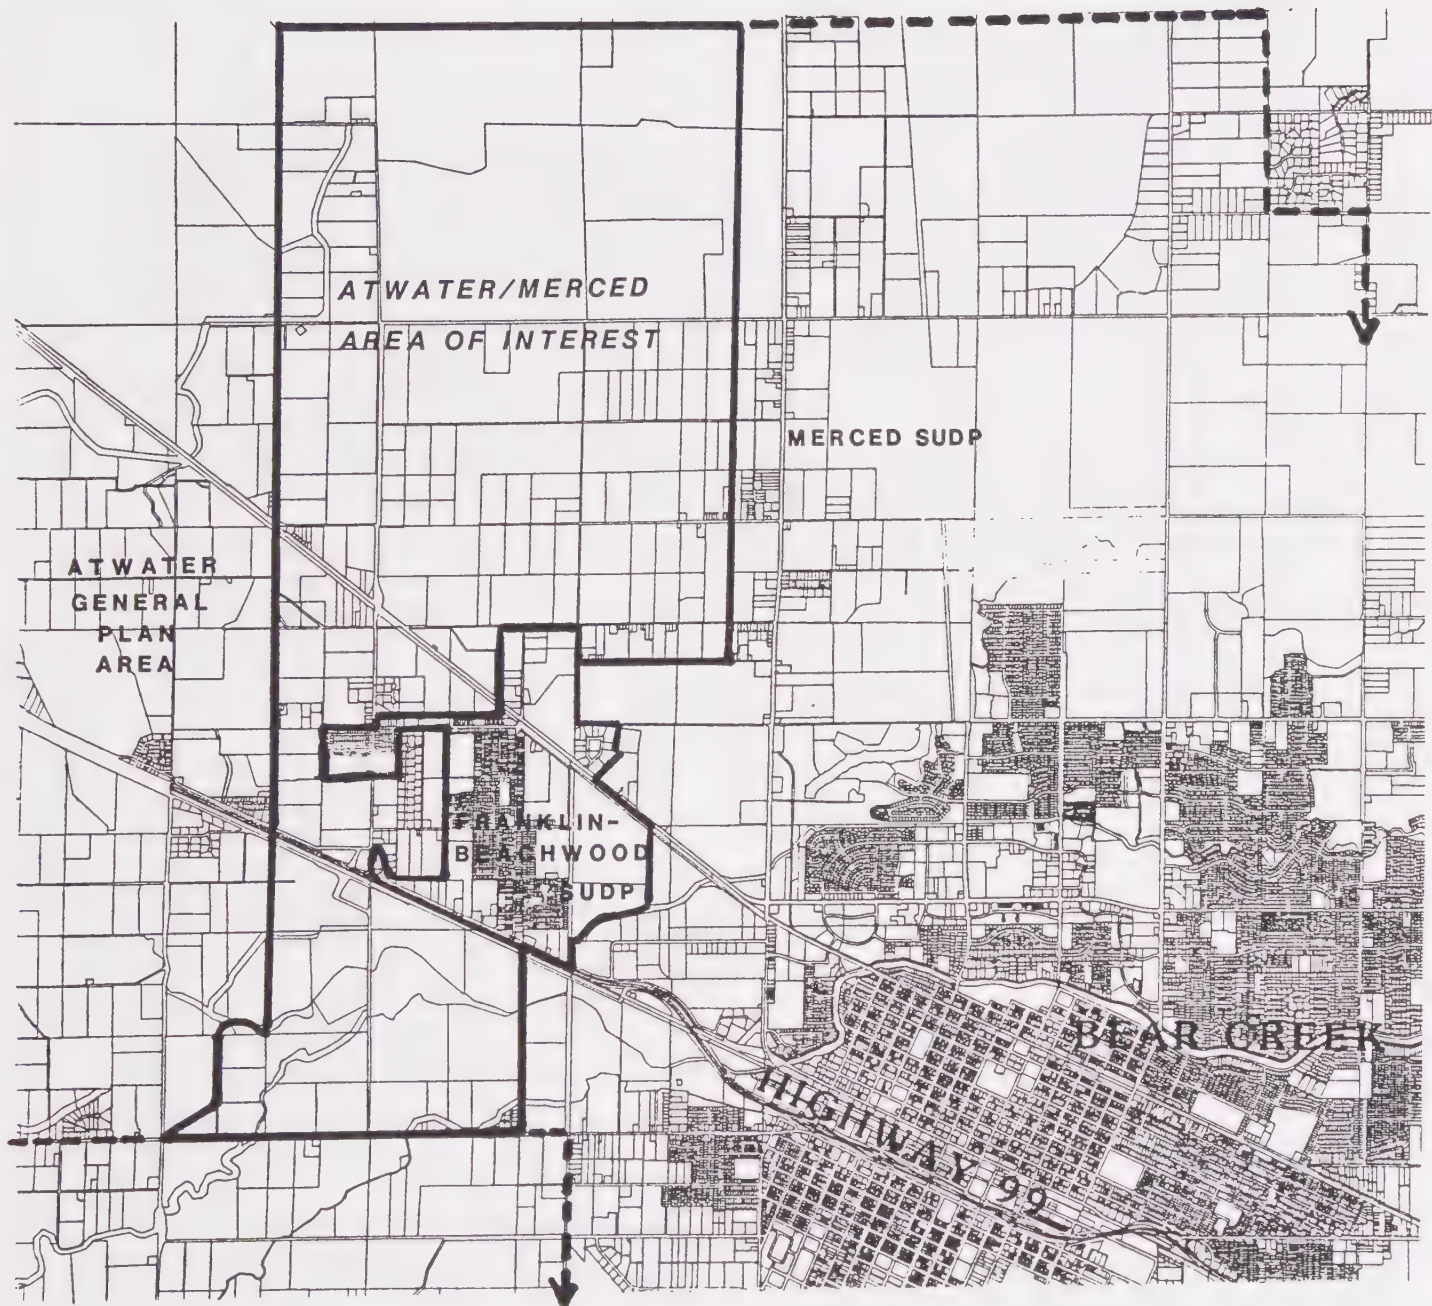 ATWATER/MERCED
AREA OF INTEREST
MERCED SUDP
ATWATER
GENERAL
PLAN
AREA
FRANKLIN-
BEACHWOOD
SUDP
BEAR CREEK
HIGHWAY 99